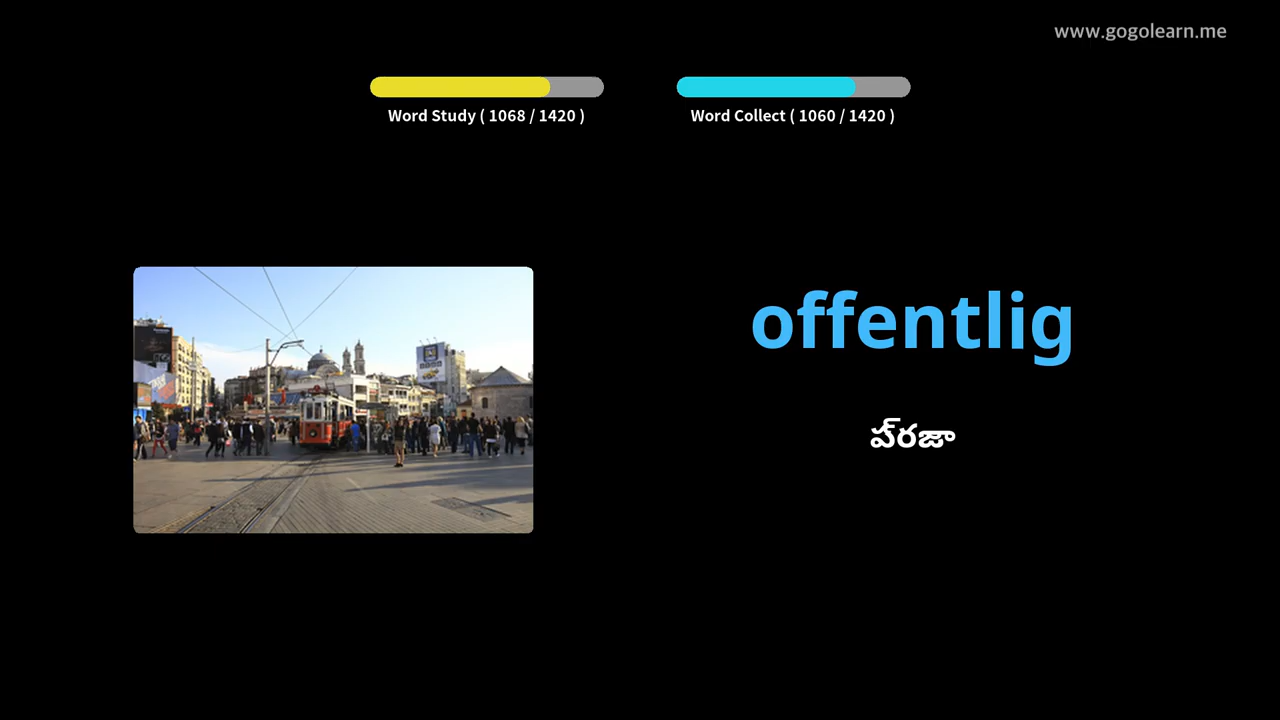 www.gogolearn.me
Word Study ( 1068 / 1420 )
Word Collect ( 1060 / 1420 )
offentlig
ప్రజా